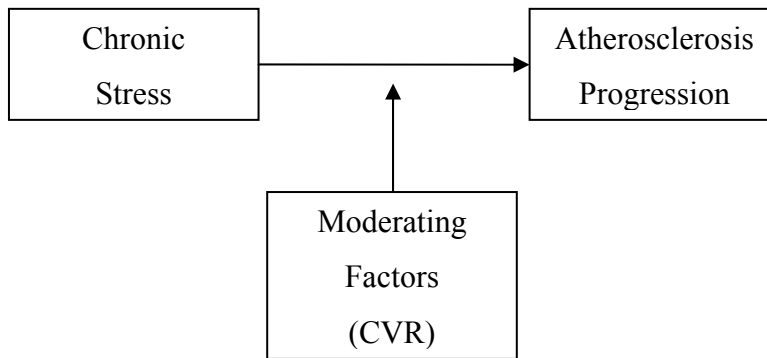 Chronic
Stress
Atherosclerosis
Progression
Moderating
Factors
(CVR)